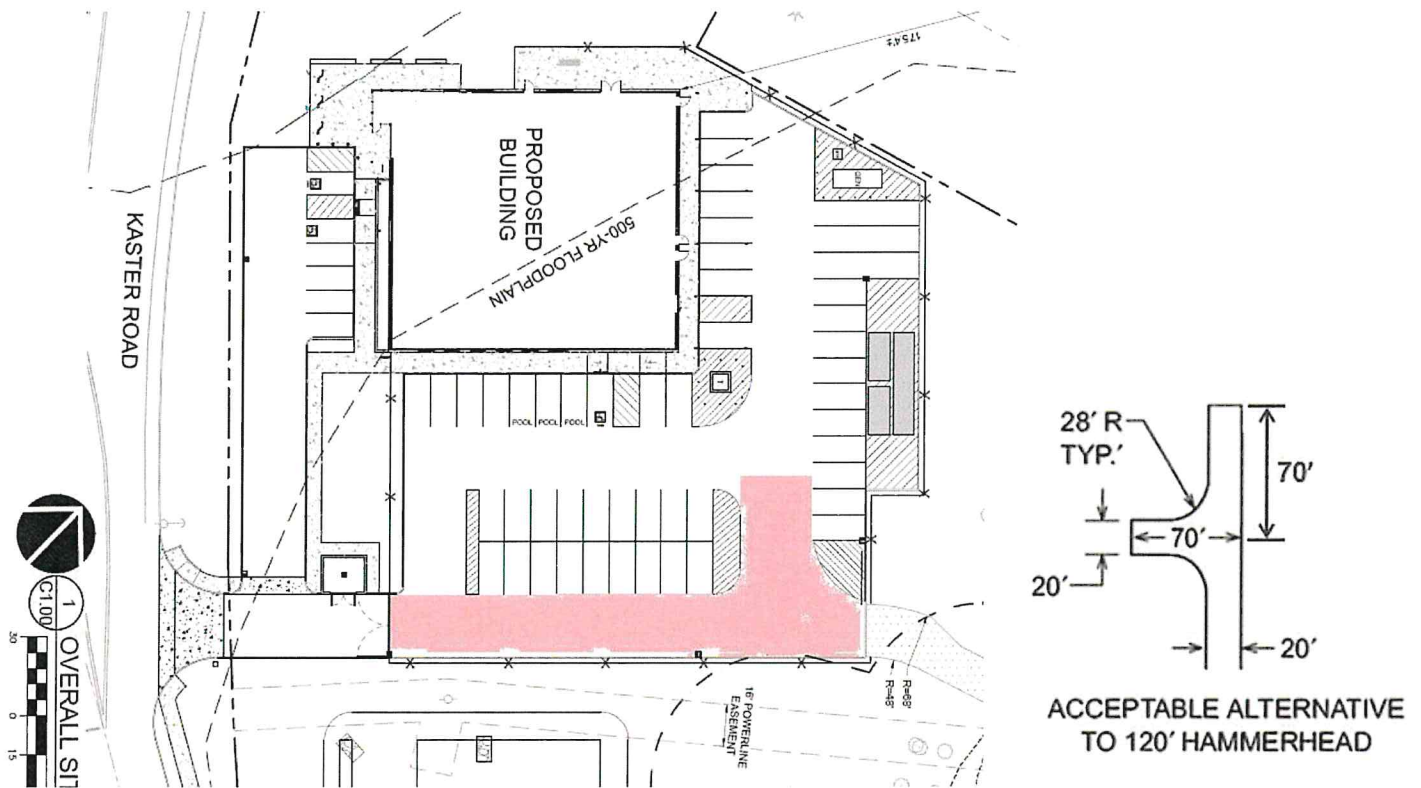 1754'±
PROPOSED
BUILDING
500-YR FLOODPLAIN
KASTER ROAD
GEN
POOL POOL POOL
T
1
C1.00
OVERALL SIT
30
0
15
16' POWERLINE
EASEMENT
R=68'
R=48'
28' R
TYP.'
70'
70'
20'
20'
ACCEPTABLE ALTERNATIVE
TO 120' HAMMERHEAD